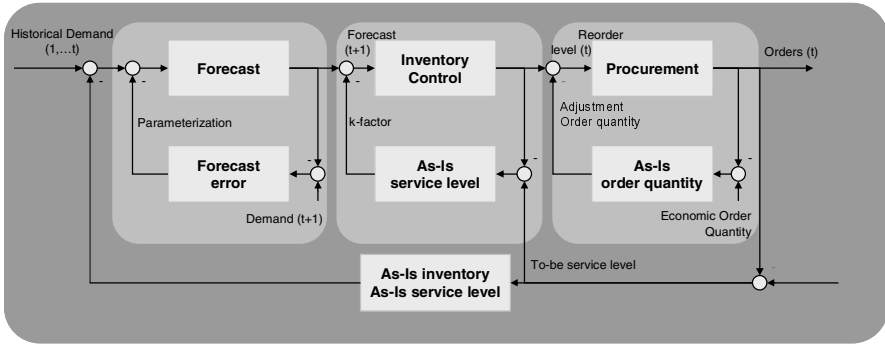 Historical Demand
(1,...t)
Forecast
Parameterization
Forecast
error
Demand (t+1)
Forecast
(t+1)
Inventory
Control
k-factor
As-Is
service level
To-be service level
Reorder
level (t)
Procurement
Orders (t)
Adjustment
Order quantity
As-Is
order quantity
Economic Order
Quantity
As-Is inventory
As-Is service level